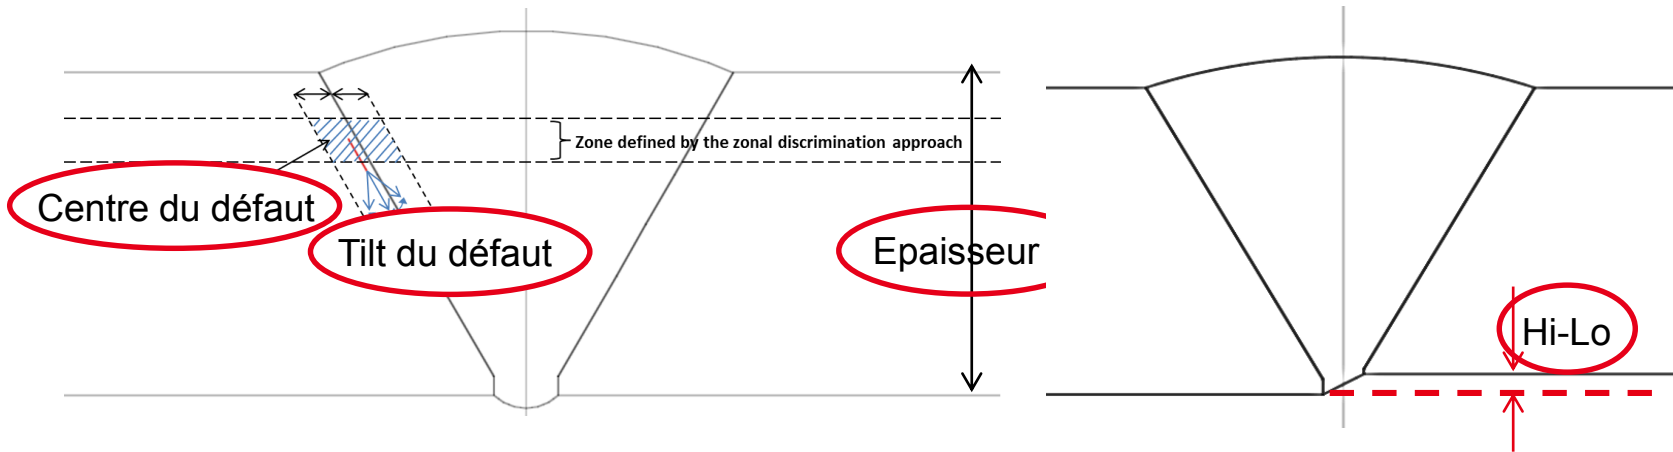 Zone defined by the zonal discrimination approach
Centre du défaut
Tilt du défaut
Epaisseur
Hi-Lo